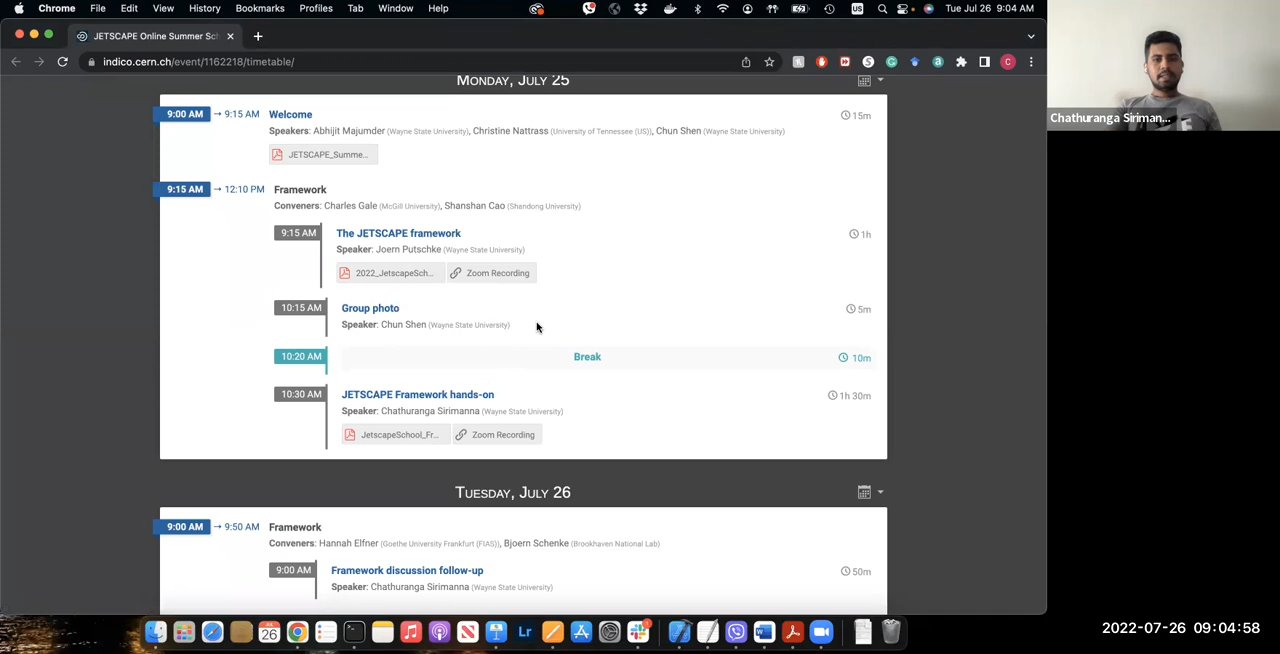 Chrome File Edit View History Bookmarks Profiles Tab Window Help US Tue Jul 26 9:04 AM
JETSCAPE Online Summer Sch
indico.cern.ch/event/1162218/timetable/
MONDAY, JULY 25
9:00 AM → 9:15 AM Welcome 15m
Speakers: Abhijit Majumder (Wayne State University), Christine Nattrass (University of Tennessee (US)), Chun Shen (Wayne State University)
JETSCAPE_Summe...
9:15 AM → 12:10 PM Framework
Conveners: Charles Gale (McGill University), Shanshan Cao (Shandong University)
9:15 AM The JETSCAPE framework 1h
Speaker: Joern Putschke (Wayne State University)
2022_JetscapeSch... Zoom Recording
10:15 AM Group photo 5m
Speaker: Chun Shen (Wayne State University)
10:20 AM Break 10m
10:30 AM JETSCAPE Framework hands-on 1h 30m
Speaker: Chathuranga Sirimanna (Wayne State University)
JetscapeSchool_Fr... Zoom Recording
TUESDAY, JULY 26
9:00 AM → 9:50 AM Framework
Conveners: Hannah Elfner (Goethe University Frankfurt (FIAS)), Bjoern Schenke (Brookhaven National Lab)
9:00 AM Framework discussion follow-up 50m
Speaker: Chathuranga Sirimanna (Wayne State University)
Chathuranga Siriman...
2022-07-26 09:04:58